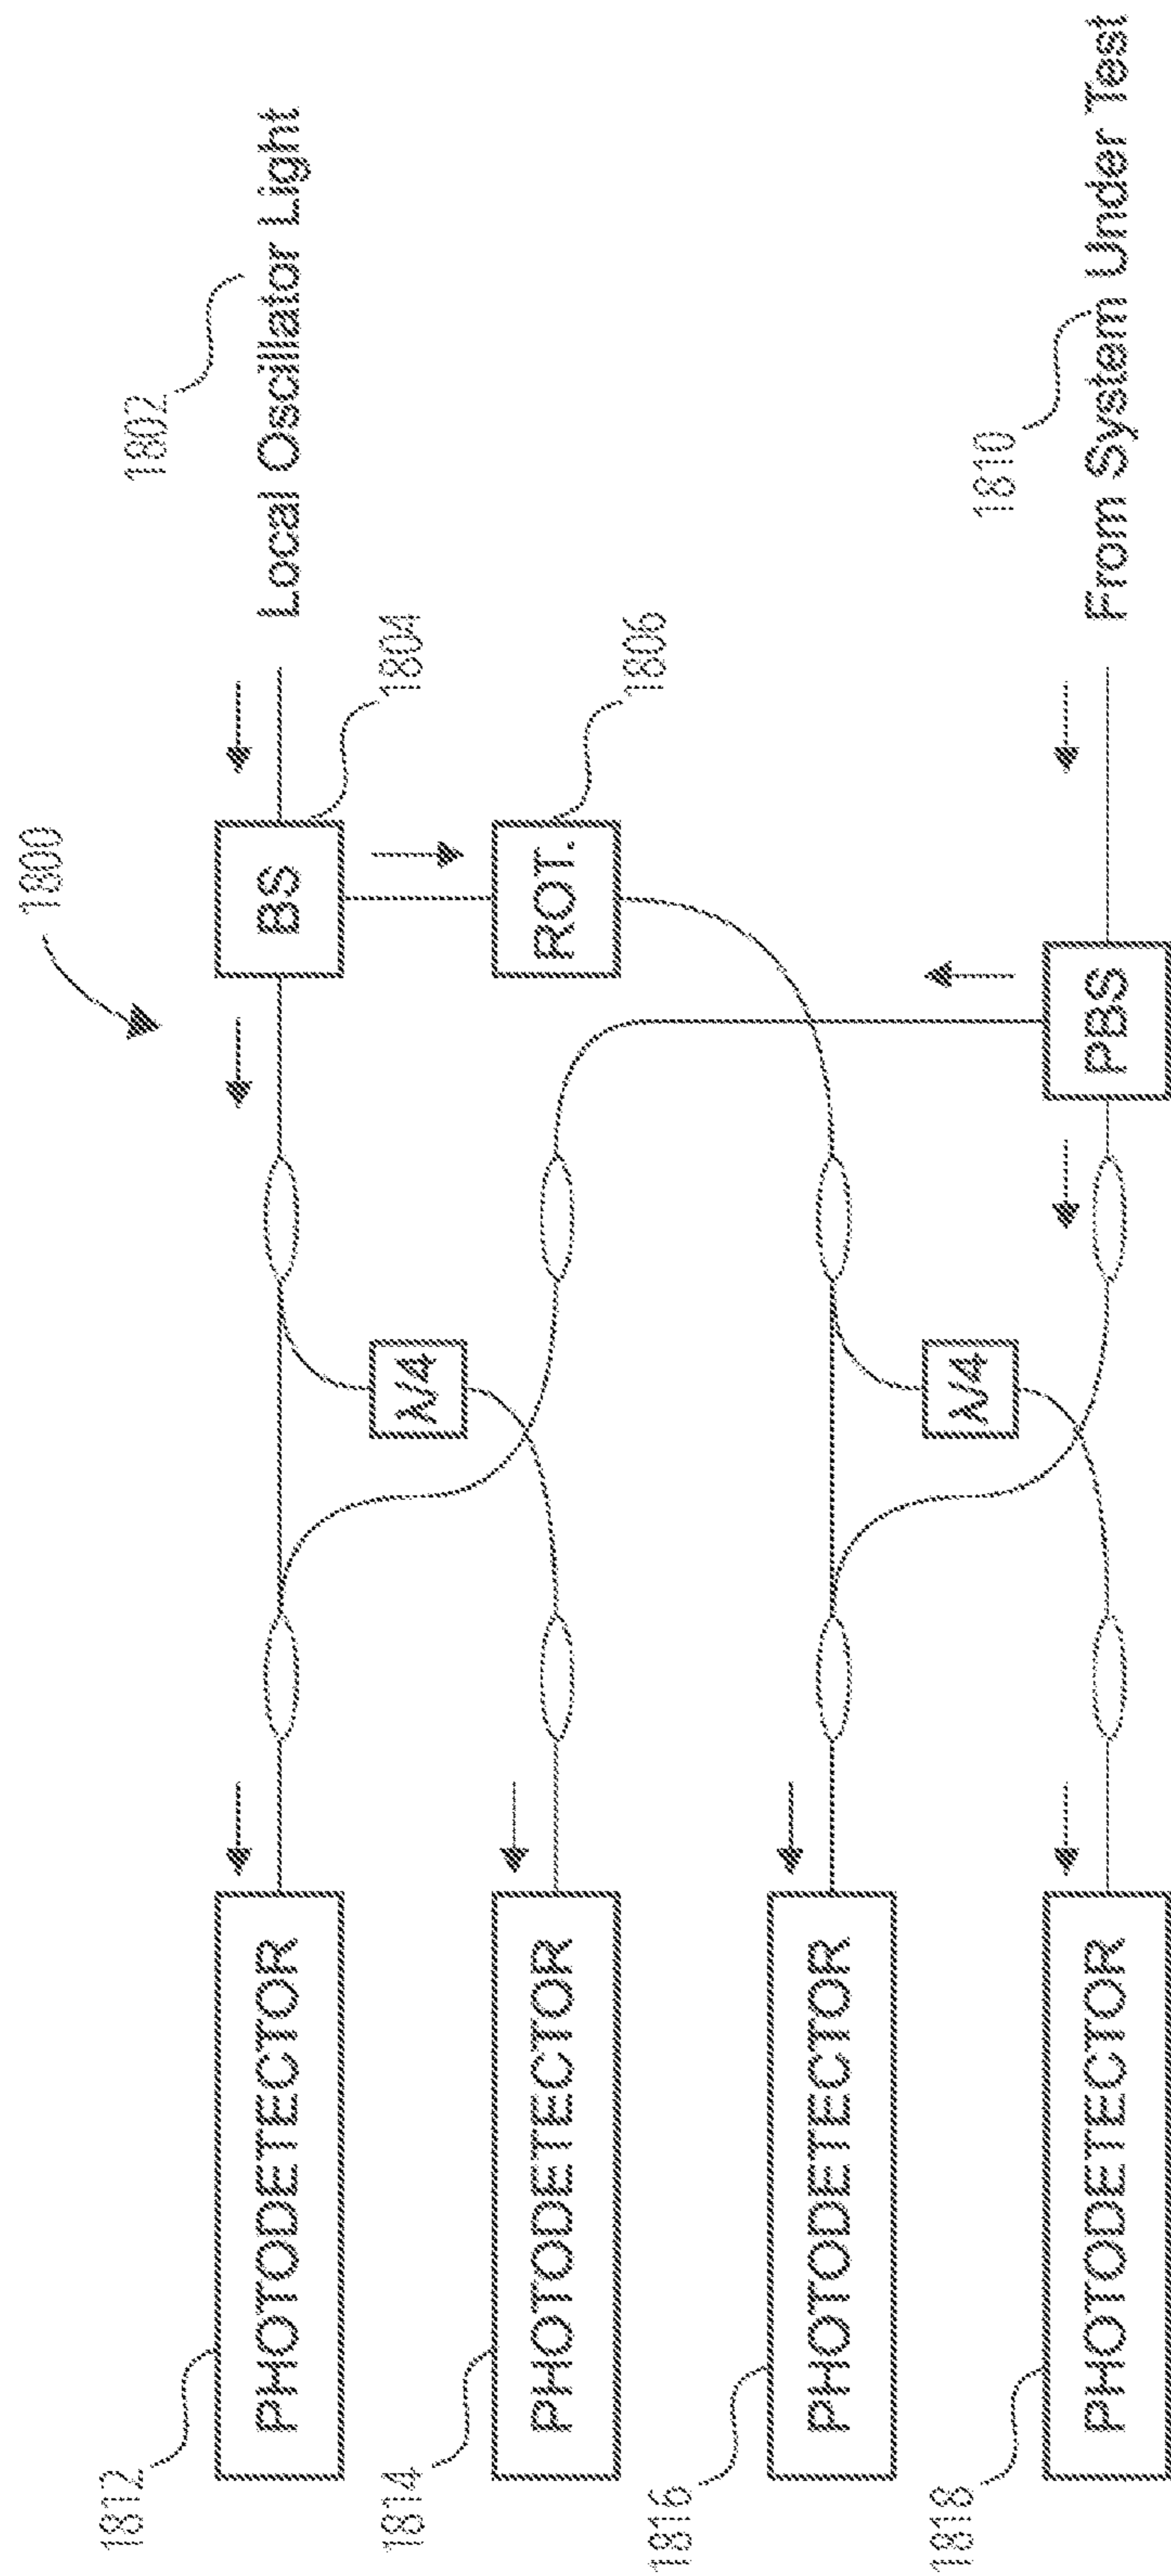 1800
1802
Local Oscillator Light
BS
1804
ROT.
1806
1810
From System Under Test
PBS
λ/4
λ/4
1812
PHOTODETECTOR
1814
PHOTODETECTOR
1816
PHOTODETECTOR
1818
PHOTODETECTOR